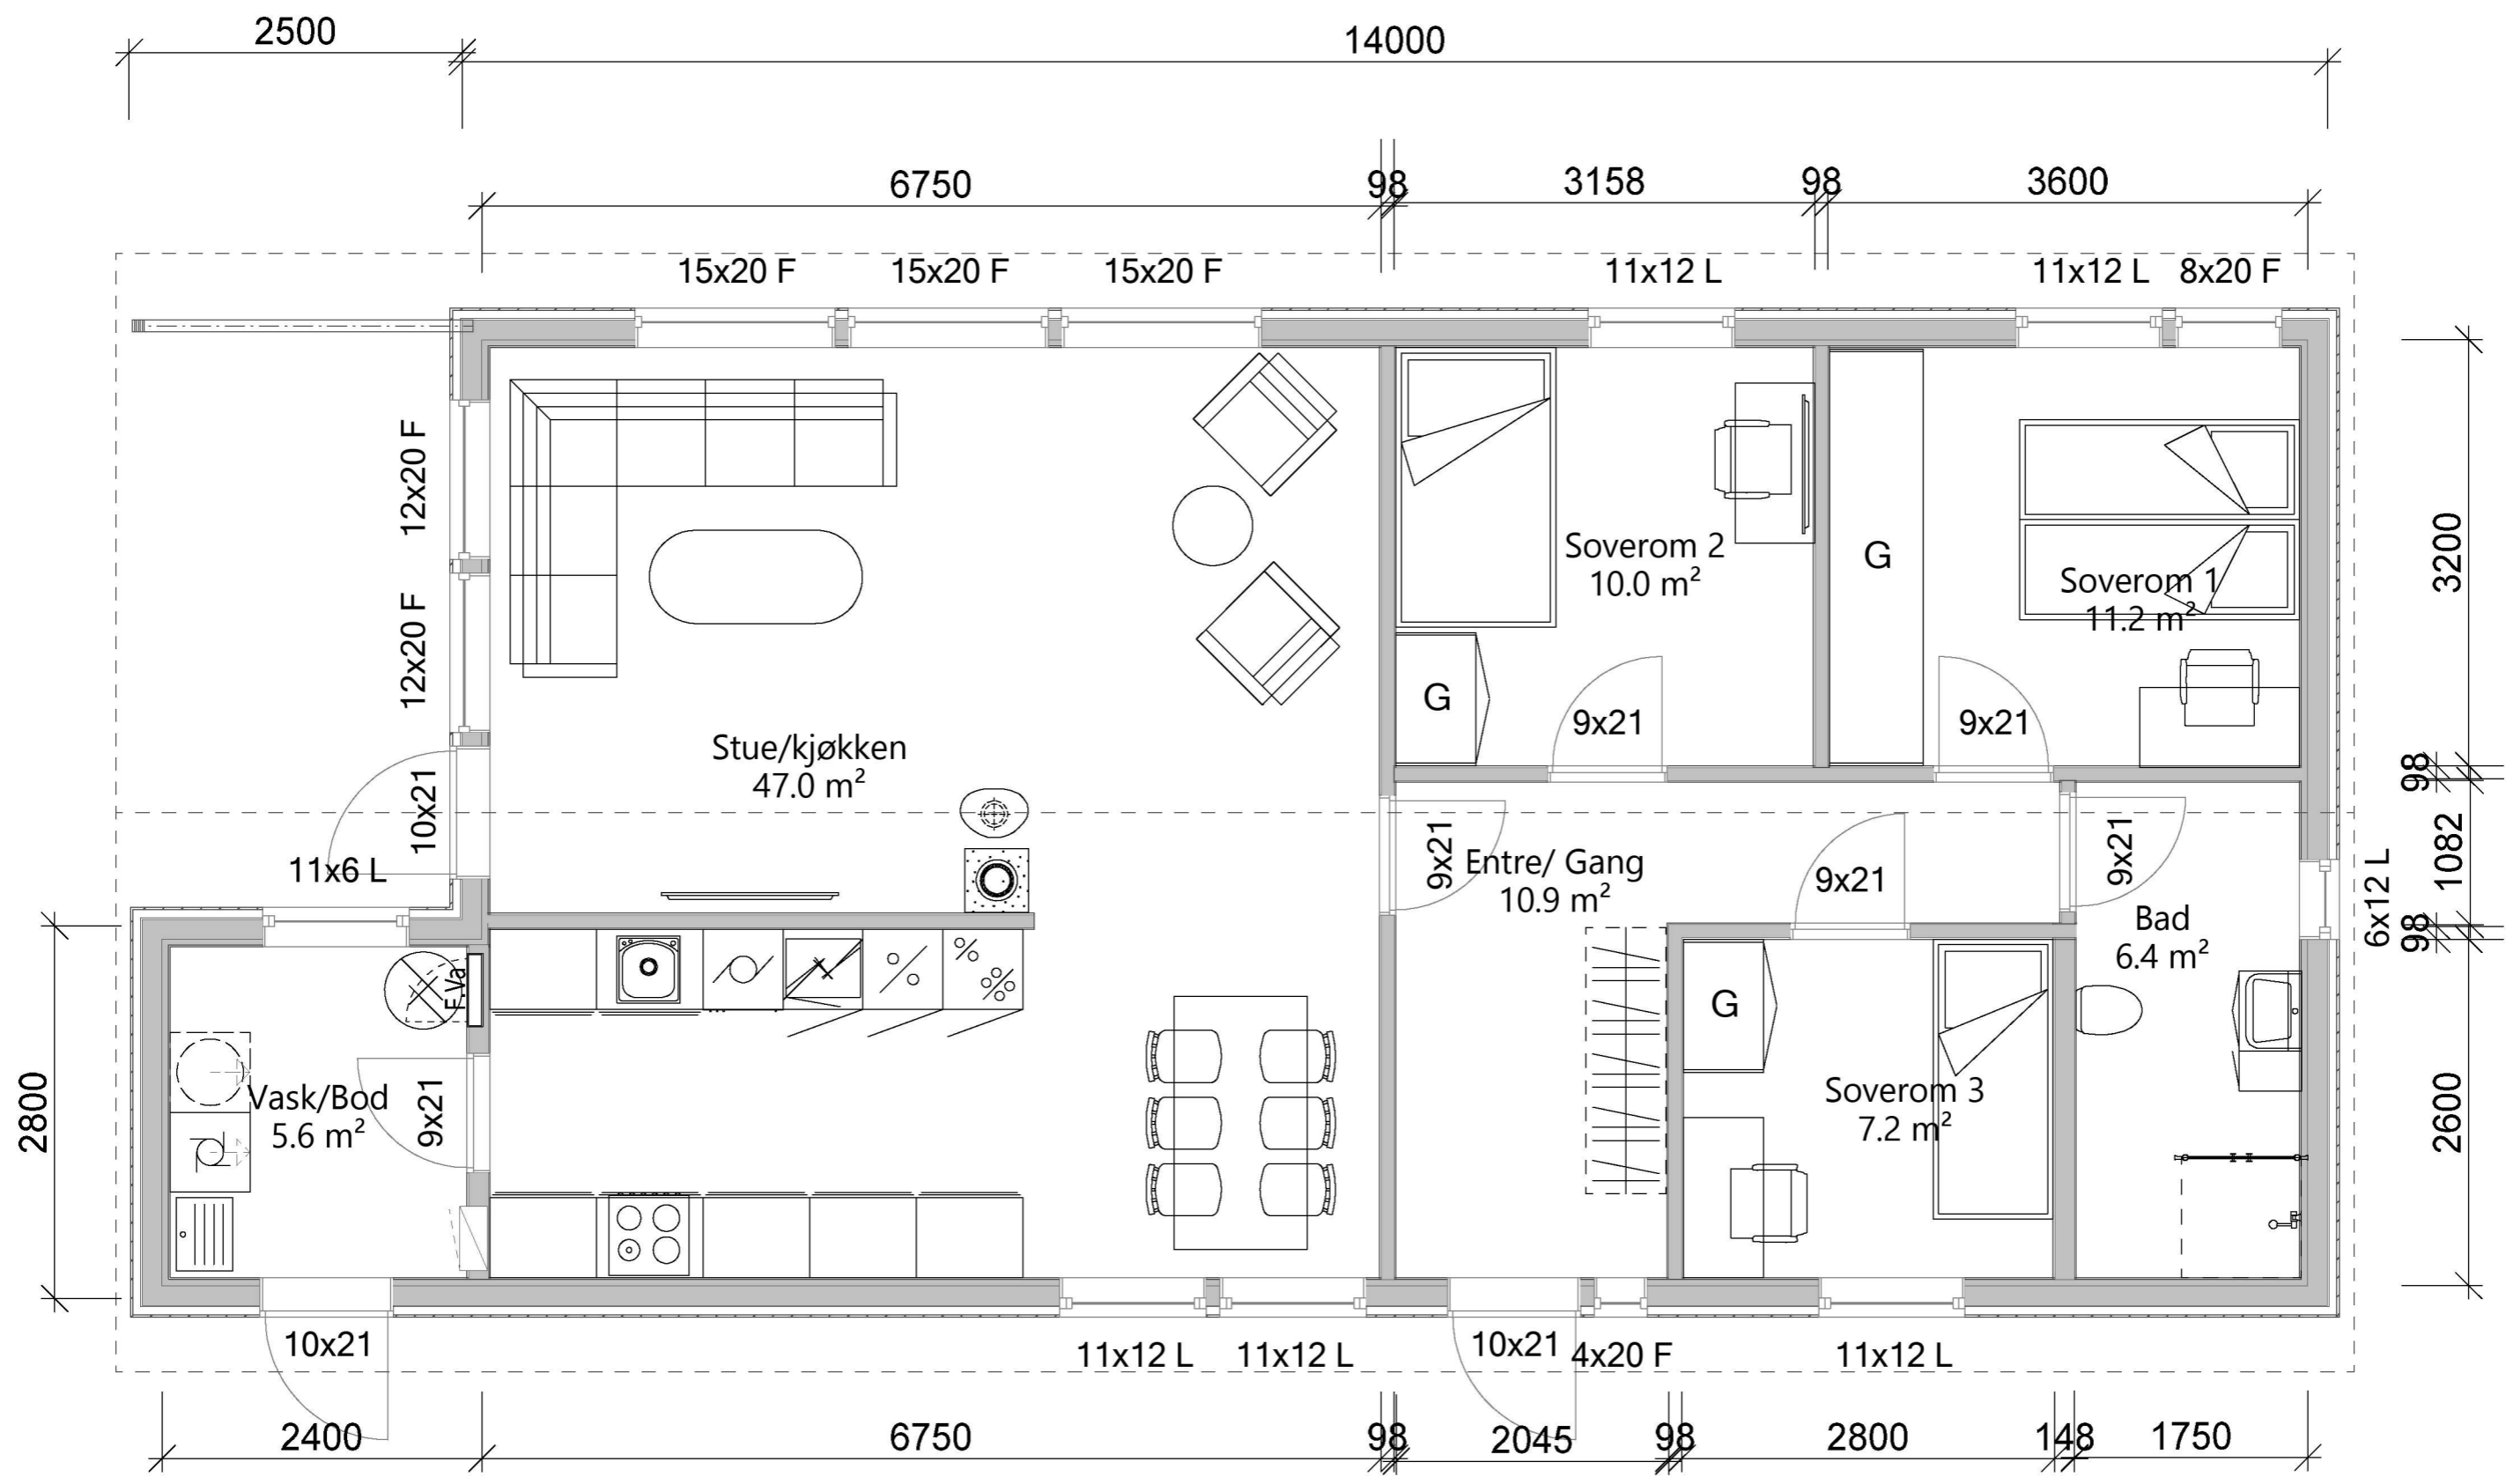 2500
14000
6750
98
3158
98
3600
15x20 F
15x20 F
15x20 F
11x12 L
11x12 L
8x20 F
12x20 F
12x20 F
10x21
11x6 L
Stue/kjøkken
47.0 m²
Soverom 2
10.0 m²
G
G
9x21
Soverom 1
11.2 m²
9x21
3200
98
1082
98
2600
9x21
Entre/ Gang
10.9 m²
9x21
9x21
6x12 L
Bad
6.4 m²
F.Va
2800
Vask/Bod
5.6 m²
9x21
G
Soverom 3
7.2 m²
10x21
11x12 L
11x12 L
10x21
4x20 F
11x12 L
2400
6750
98
2045
98
2800
148
1750